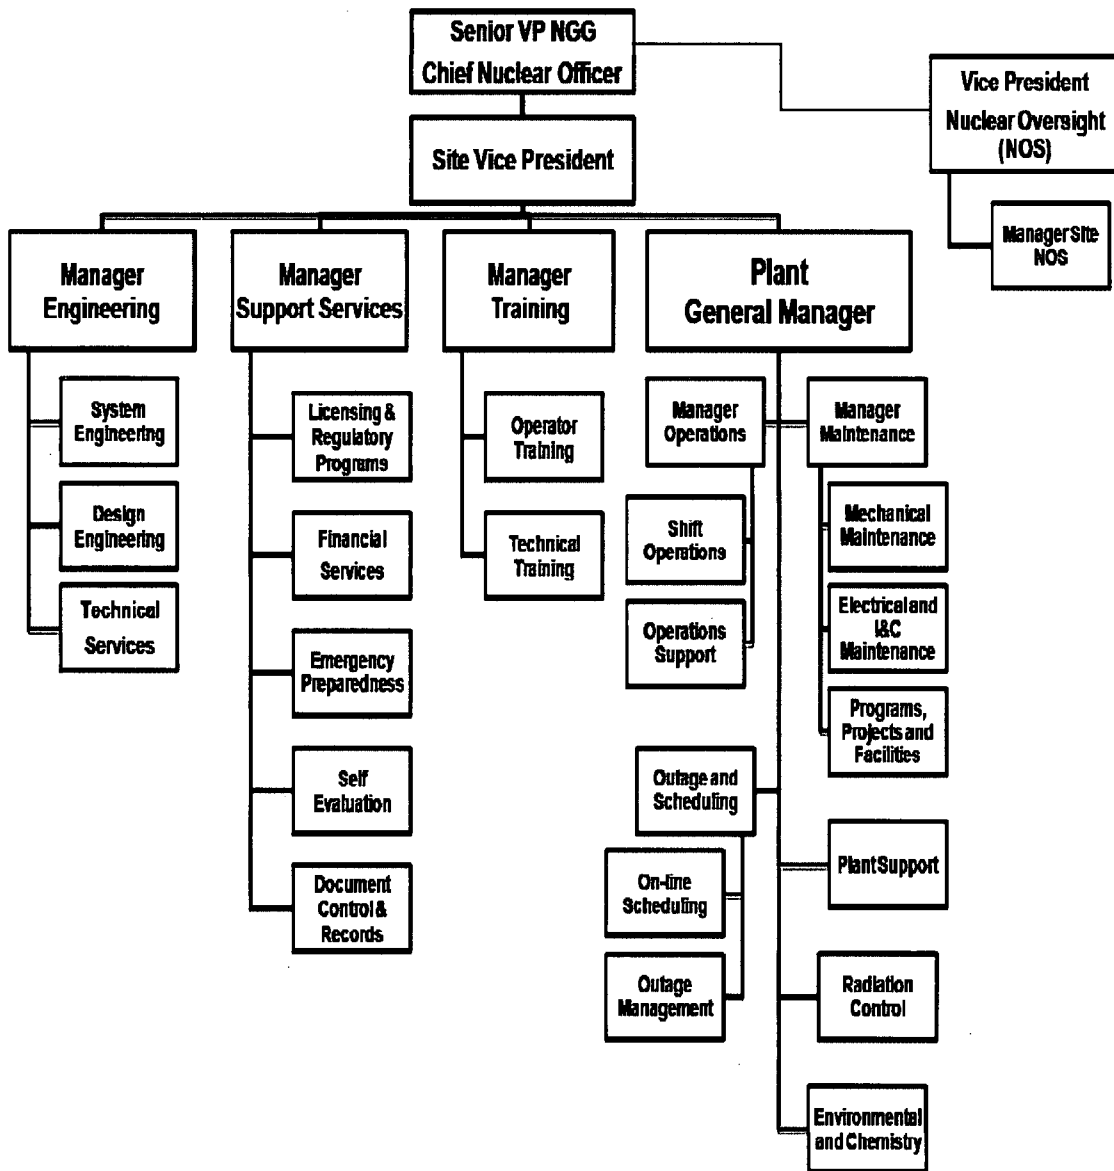 Senior VP NGG
Chief Nuclear Officer
Vice President
Nuclear Oversight
(NOS)
Site Vice President
Manager Site
NOS
Manager
Engineering
Manager
Support Services
Manager
Training
Plant
General Manager
System
Engineering
Design
Engineering
Technical
Services
Licensing &
Regulatory
Programs
Financial
Services
Emergency
Preparedness
Self
Evaluation
Document
Control &
Records
Operator
Training
Technical
Training
Manager
Operations
Shift
Operations
Operations
Support
Manager
Maintenance
Mechanical
Maintenance
Electrical and
I&C
Maintenance
Programs,
Projects and
Facilities
Outage and
Scheduling
On-line
Scheduling
Outage
Management
Plant Support
Radiation
Control
Environmental
and Chemistry